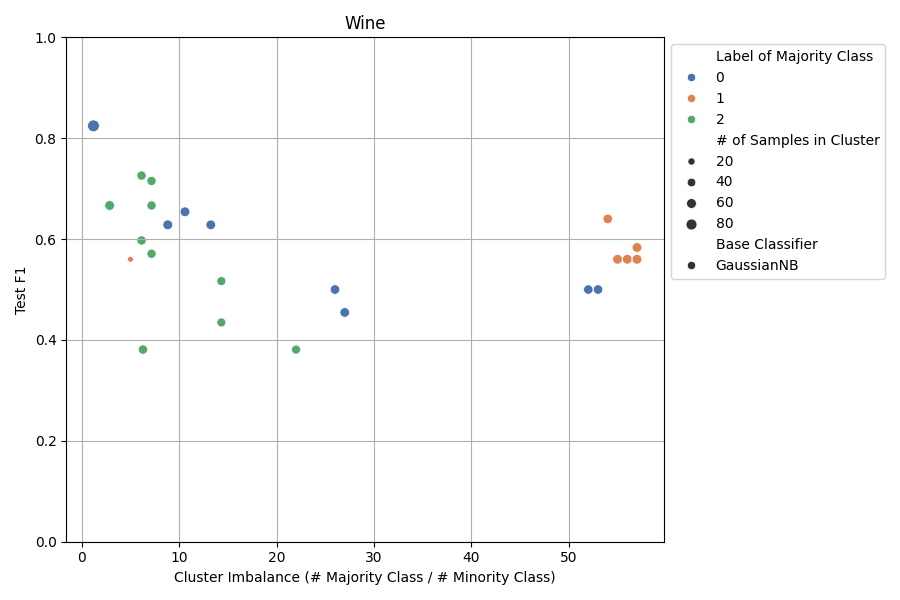 Wine
Test F1
1.0
0.8
0.6
0.4
0.2
0.0
0
10
20
30
40
50
Cluster Imbalance (# Majority Class / # Minority Class)
Label of Majority Class
0
1
2
# of Samples in Cluster
20
40
60
80
Base Classifier
GaussianNB